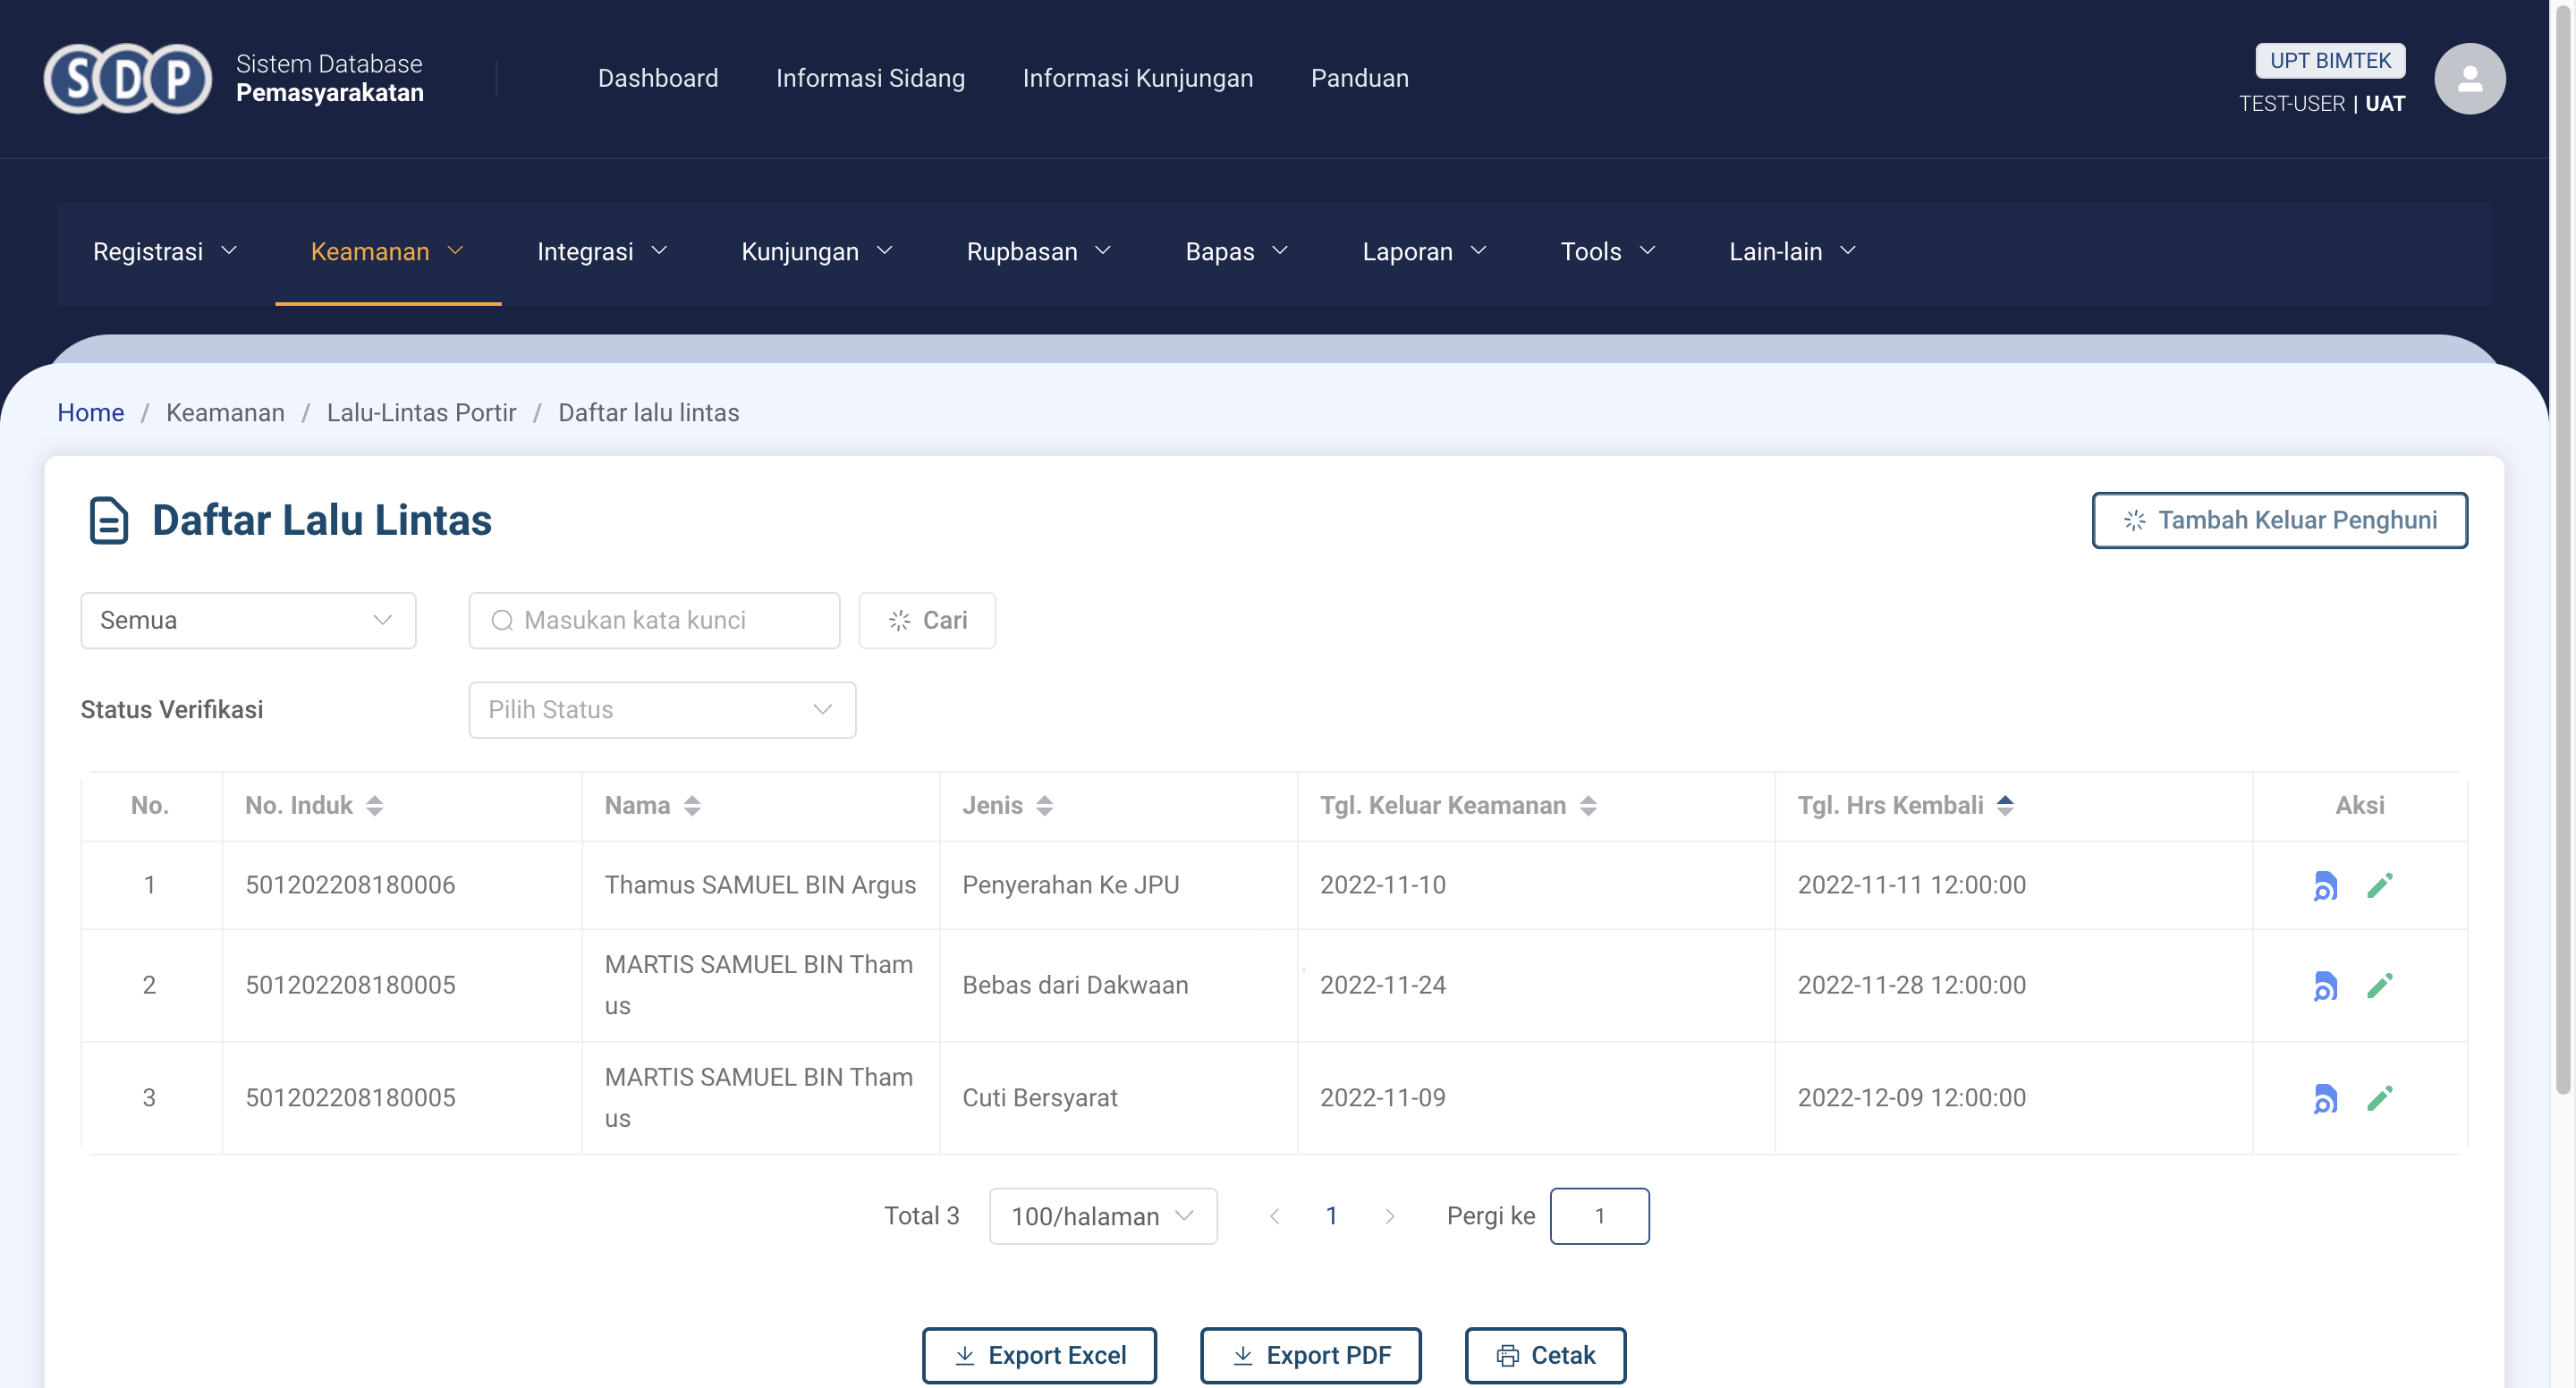 SDP
Sistem Database
Pemasyarakatan
Dashboard
Informasi Sidang
Informasi Kunjungan
Panduan
UPT BIMTEK
TEST-USER | UAT
Registrasi
Keamanan
Integrasi
Kunjungan
Rupbasan
Bapas
Laporan
Tools
Lain-lain
Home / Keamanan / Lalu-Lintas Portir / Daftar lalu lintas
Daftar Lalu Lintas
Tambah Keluar Penghuni
Semua
Masukan kata kunci
Cari
Status Verifikasi
Pilih Status
No. No. Induk Nama Jenis Tgl. Keluar Keamanan Tgl. Hrs Kembali Aksi
1 501202208180006 Thamus SAMUEL BIN Argus Penyerahan Ke JPU 2022-11-10 2022-11-11 12:00:00
2 501202208180005 MARTIS SAMUEL BIN Tham
us Bebas dari Dakwaan 2022-11-24 2022-11-28 12:00:00
3 501202208180005 MARTIS SAMUEL BIN Tham
us Cuti Bersyarat 2022-11-09 2022-12-09 12:00:00
Total 3 100/halaman 1 Pergi ke 1
Export Excel
Export PDF
Cetak